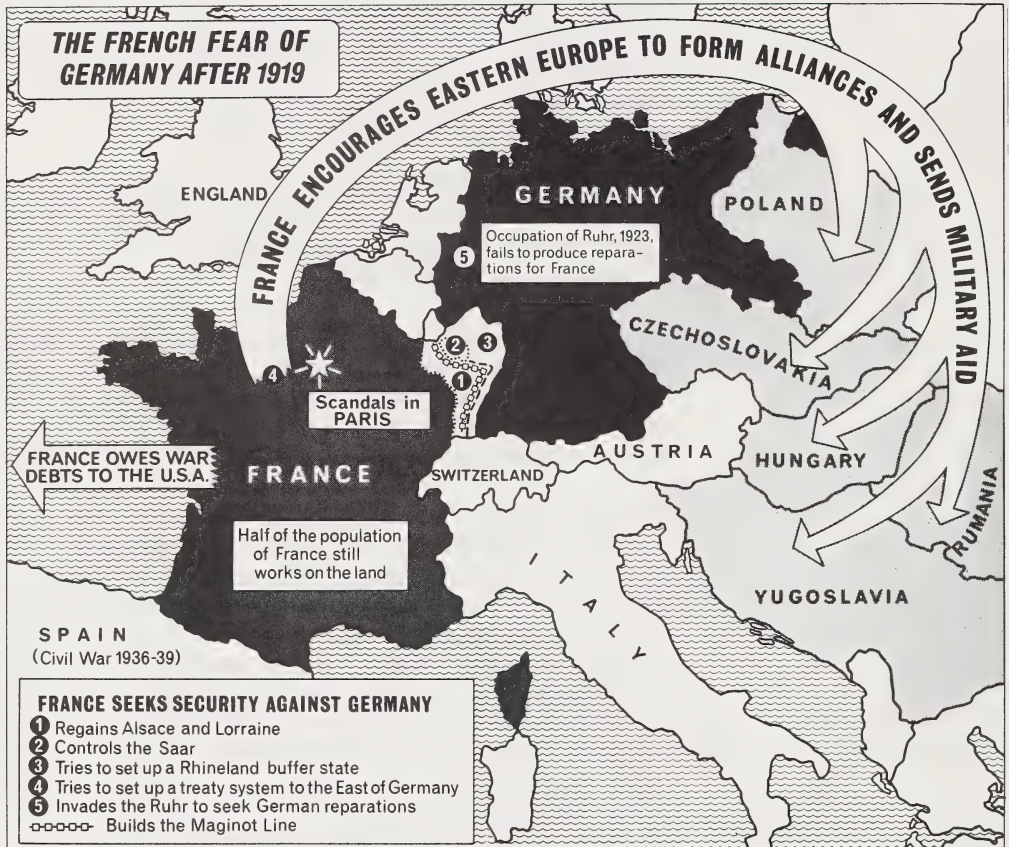 THE FRENCH FEAR OF
GERMANY AFTER 1919
FRANCE ENCOURAGES EASTERN EUROPE TO FORM ALLIANCES AND SENDS MILITARY AID
ENGLAND
GERMANY
POLAND
5
Occupation of Ruhr, 1923,
fails to produce repara-
tions for France
CZECHOSLOVAKIA
2
3
1
4
Scandals in
PARIS
FRANCE OWES WAR
DEBTS TO THE U.S.A.
FRANCE
SWITZERLAND
AUSTRIA
HUNGARY
RUMANIA
Half of the population
of France still
works on the land
ITALY
YUGOSLAVIA
SPAIN
(Civil War 1936-39)
FRANCE SEEKS SECURITY AGAINST GERMANY
1 Regains Alsace and Lorraine
2 Controls the Saar
3 Tries to set up a Rhineland buffer state
4 Tries to set up a treaty system to the East of Germany
5 Invades the Ruhr to seek German reparations
Builds the Maginot Line